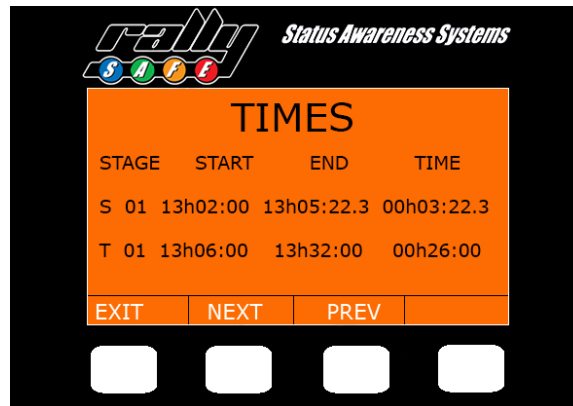 rally
Status Awareness Systems
S A F E
TIMES
STAGE START END TIME
S 01 13h02:00 13h05:22.3 00h03:22.3
T 01 13h06:00 13h32:00 00h26:00
EXIT NEXT PREV